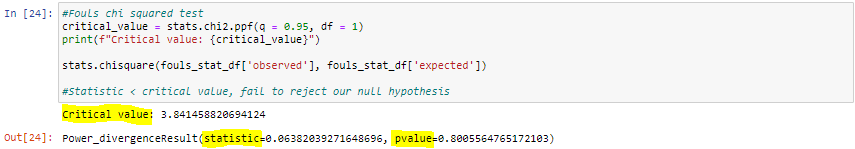 In [24]: #Fouls chi squared test
critical_value = stats.chi2.ppf(q = 0.95, df = 1)
print(f"Critical value: {critical_value}")
stats.chisquare(fouls_stat_df['observed'], fouls_stat_df['expected'])
#Statistic < critical value, fail to reject our null hypothesis
Critical value: 3.841458820694124
Out[24]: Power_divergenceResult(statistic=0.06382039271648696, pvalue=0.8005564765172103)